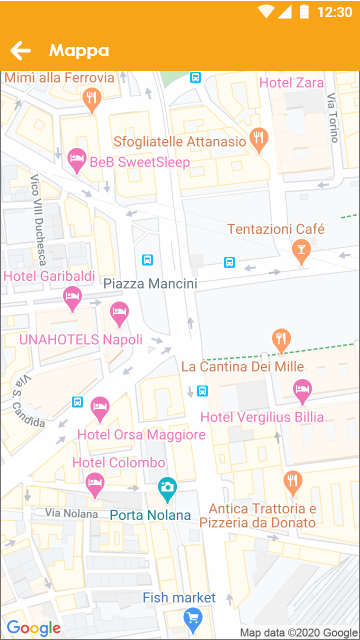 12:30
Mappa
Mimì alla Ferrovia
Hotel Zara
Via Torino
Sfogliatelle Attanasio
BeB SweetSleep
Vico VIII Duchesca
Tentazioni Café
Hotel Garibaldi
Piazza Mancini
UNAHOTELS Napoli
La Cantina Dei Mille
Via S. Candida
Hotel Vergilius Billia
Hotel Orsa Maggiore
Hotel Colombo
Antica Trattoria e
Pizzeria da Donato
Via Nolana
Porta Nolana
Fish market
Google
Map data ©2020 Google